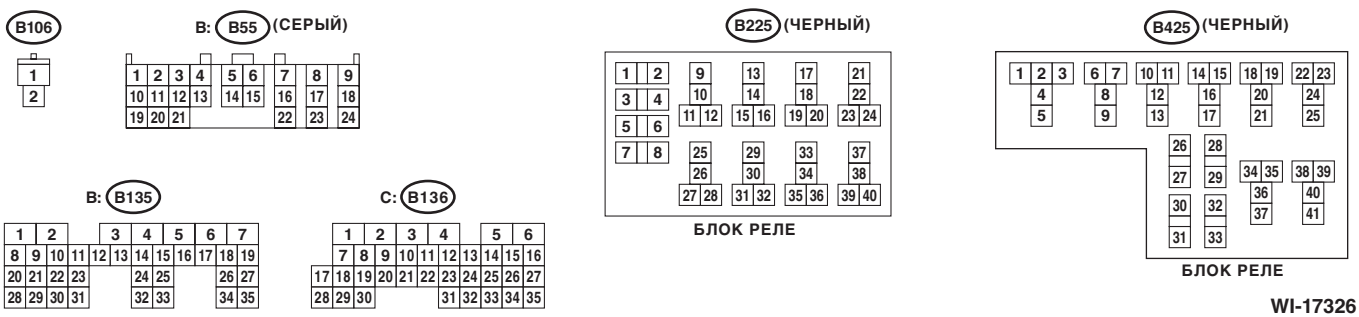 B106
1
2
B: B55 (СЕРЫЙ)
1 2 3 4 5 6 7 8 9
10 11 12 13 14 15 16 17 18
19 20 21 22 23 24
B225 (ЧЕРНЫЙ)
1 2 9 13 17 21
10 14 18 22
3 4 11 12 15 16 19 20 23 24
5 6
7 8 25 29 33 37
26 30 34 38
27 28 31 32 35 36 39 40
БЛОК РЕЛЕ
B425 (ЧЕРНЫЙ)
1 2 3 6 7 10 11 14 15 18 19 22 23
4 8 12 16 20 24
5 9 13 17 21 25
26 28
27 29 34 35 38 39
36 40
30 32 37 41
31 33
БЛОК РЕЛЕ
B: B135
1 2 3 4 5 6 7
8 9 10 11 12 13 14 15 16 17 18 19
20 21 22 23 24 25 26 27
28 29 30 31 32 33 34 35
C: B136
1 2 3 4 5 6
7 8 9 10 11 12 13 14 15 16
17 18 19 20 21 22 23 24 25 26 27
28 29 30 31 32 33 34 35
WI-17326